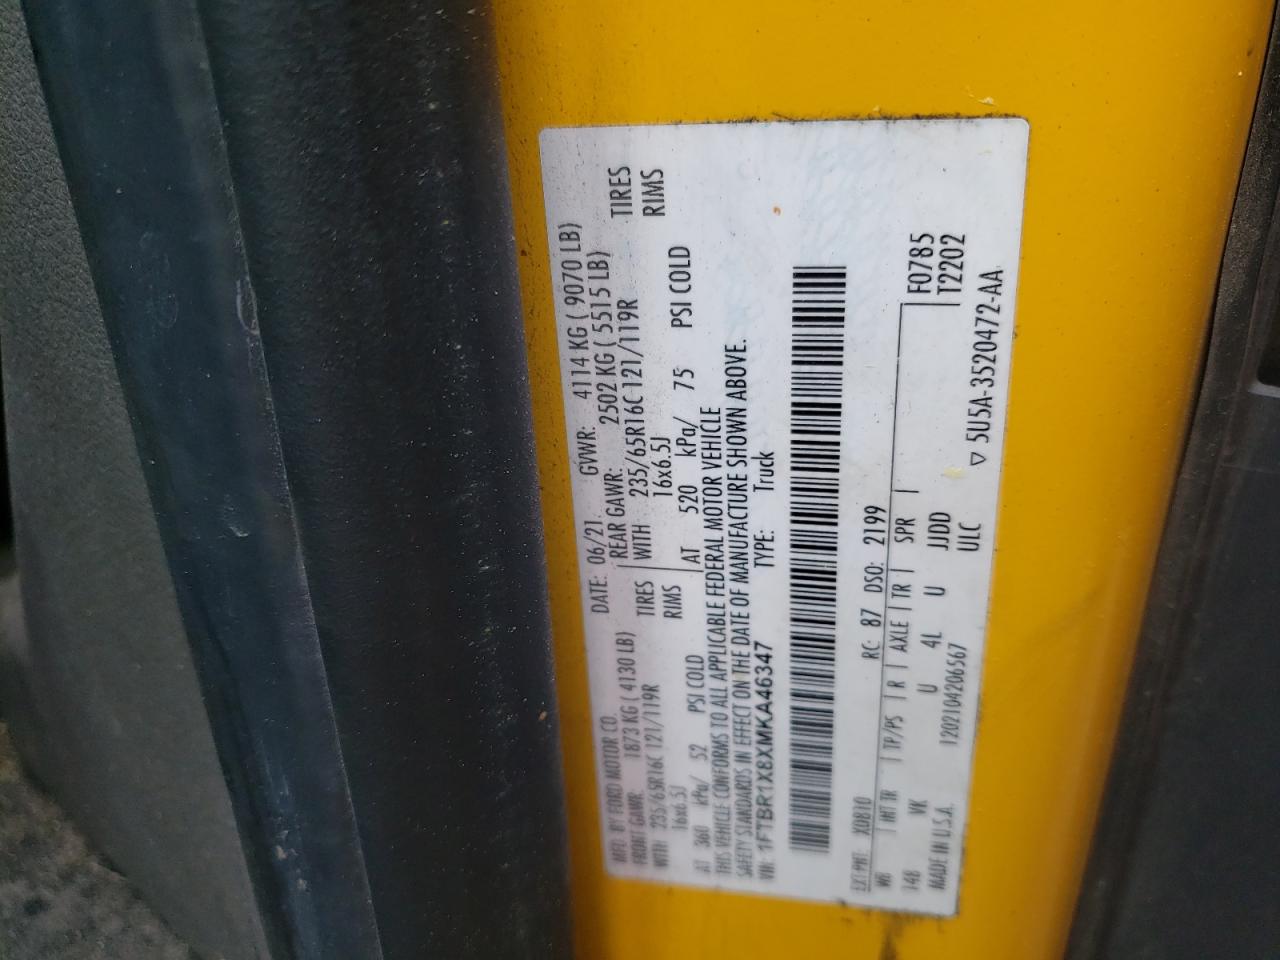 MFD. BY FORD MOTOR CO.
DATE: 06/21 GVWR: 4114 KG ( 9070 LB)
FRONT GAWR: 1873 KG ( 4130 LB) REAR GAWR: 2502 KG ( 5515 LB)
WITH 235/65R16C 121/119R TIRES WITH 235/65R16C 121/119R TIRES
16x6.5J RIMS 16x6.5J RIMS
AT 360 kPa/ 52 PSI COLD AT 520 kPa/ 75 PSI COLD
THIS VEHICLE CONFORMS TO ALL APPLICABLE FEDERAL MOTOR VEHICLE
SAFETY STANDARDS IN EFFECT ON THE DATE OF MANUFACTURE SHOWN ABOVE.
VIN: 1FTBR1X8XMKA46347 TYPE: Truck
EXT PNT: XD810 RC: 87 DSO: 2199
WB INT TR TP/PS R AXLE TR SPR F0785
148 VK U 4L U JJDD T2202
ULC
MADE IN U.S.A. 120210420656​7 ▽ 5U5A-3520472-AA